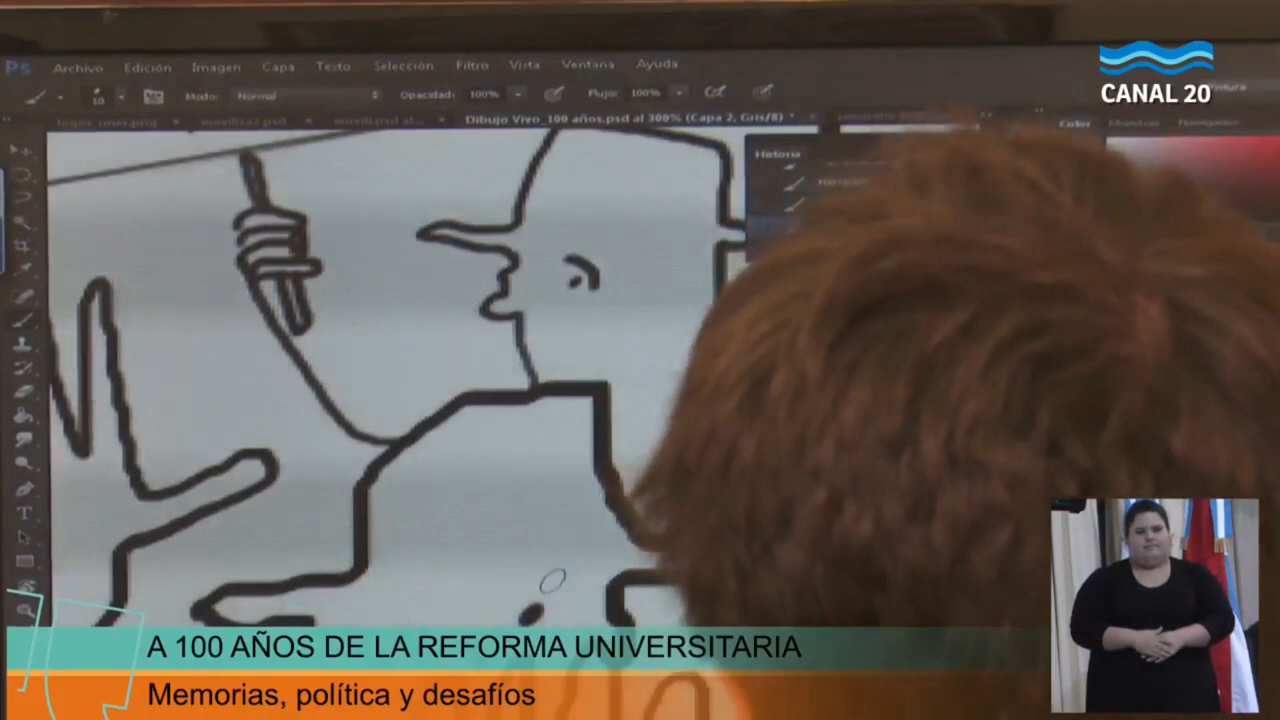 Ps Archivo Edición Imagen Capa Texto Selección Filtro Vista Ventana Ayuda
10 Modo: Normal Opacidad: 100% Flujo: 100%
Dibujo Vivo_100 años.psd al 300% (Capa 2, Gris/8) *
Color
Historia
CANAL 20
A 100 AÑOS DE LA REFORMA UNIVERSITARIA
Memorias, política y desafíos